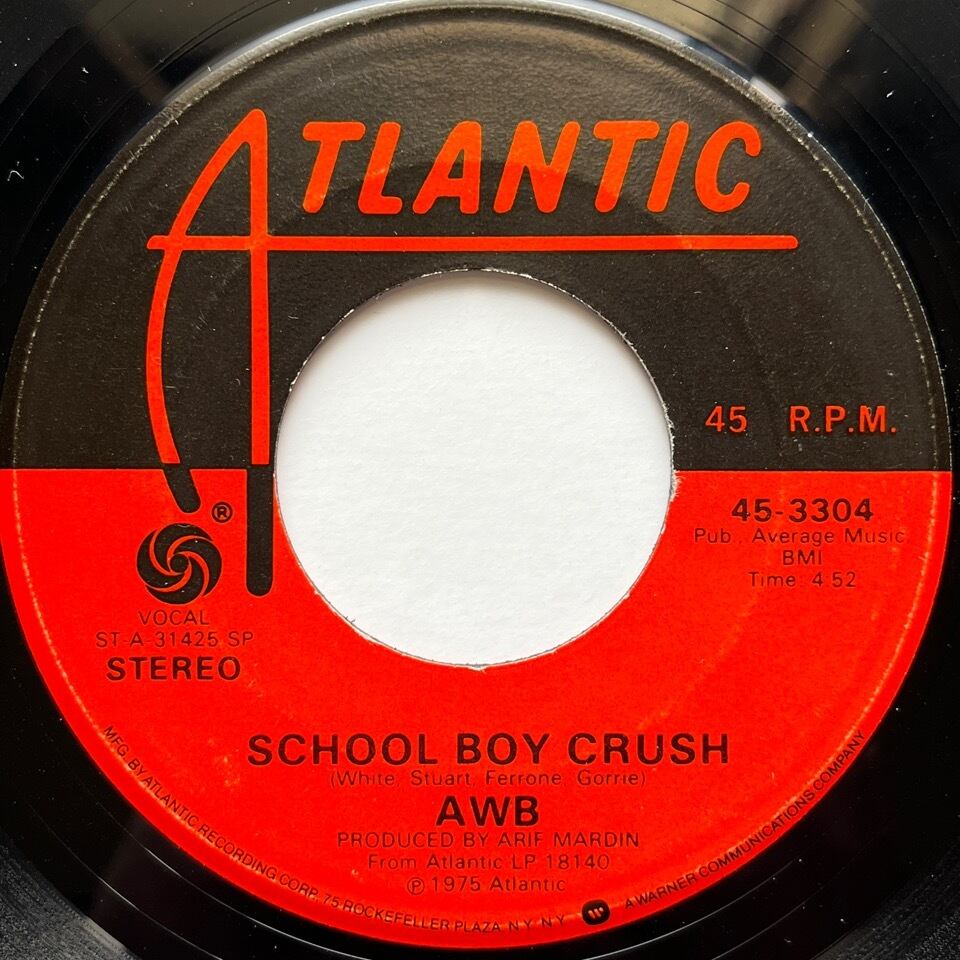 ATLANTIC
45 R.P.M.
45-3304
Pub., Average Music
BMI
Time: 4:52
®
VOCAL
ST-A-31425 SP
STEREO
SCHOOL BOY CRUSH
(White, Stuart, Ferrone, Gorrie)
AWB
PRODUCED BY ARIF MARDIN
From Atlantic LP 18140
℗ 1975 Atlantic
MFG. BY ATLANTIC RECORDING CORP., 75 ROCKEFELLER PLAZA N.Y. N.Y. A WARNER COMMUNICATIONS COMPANY